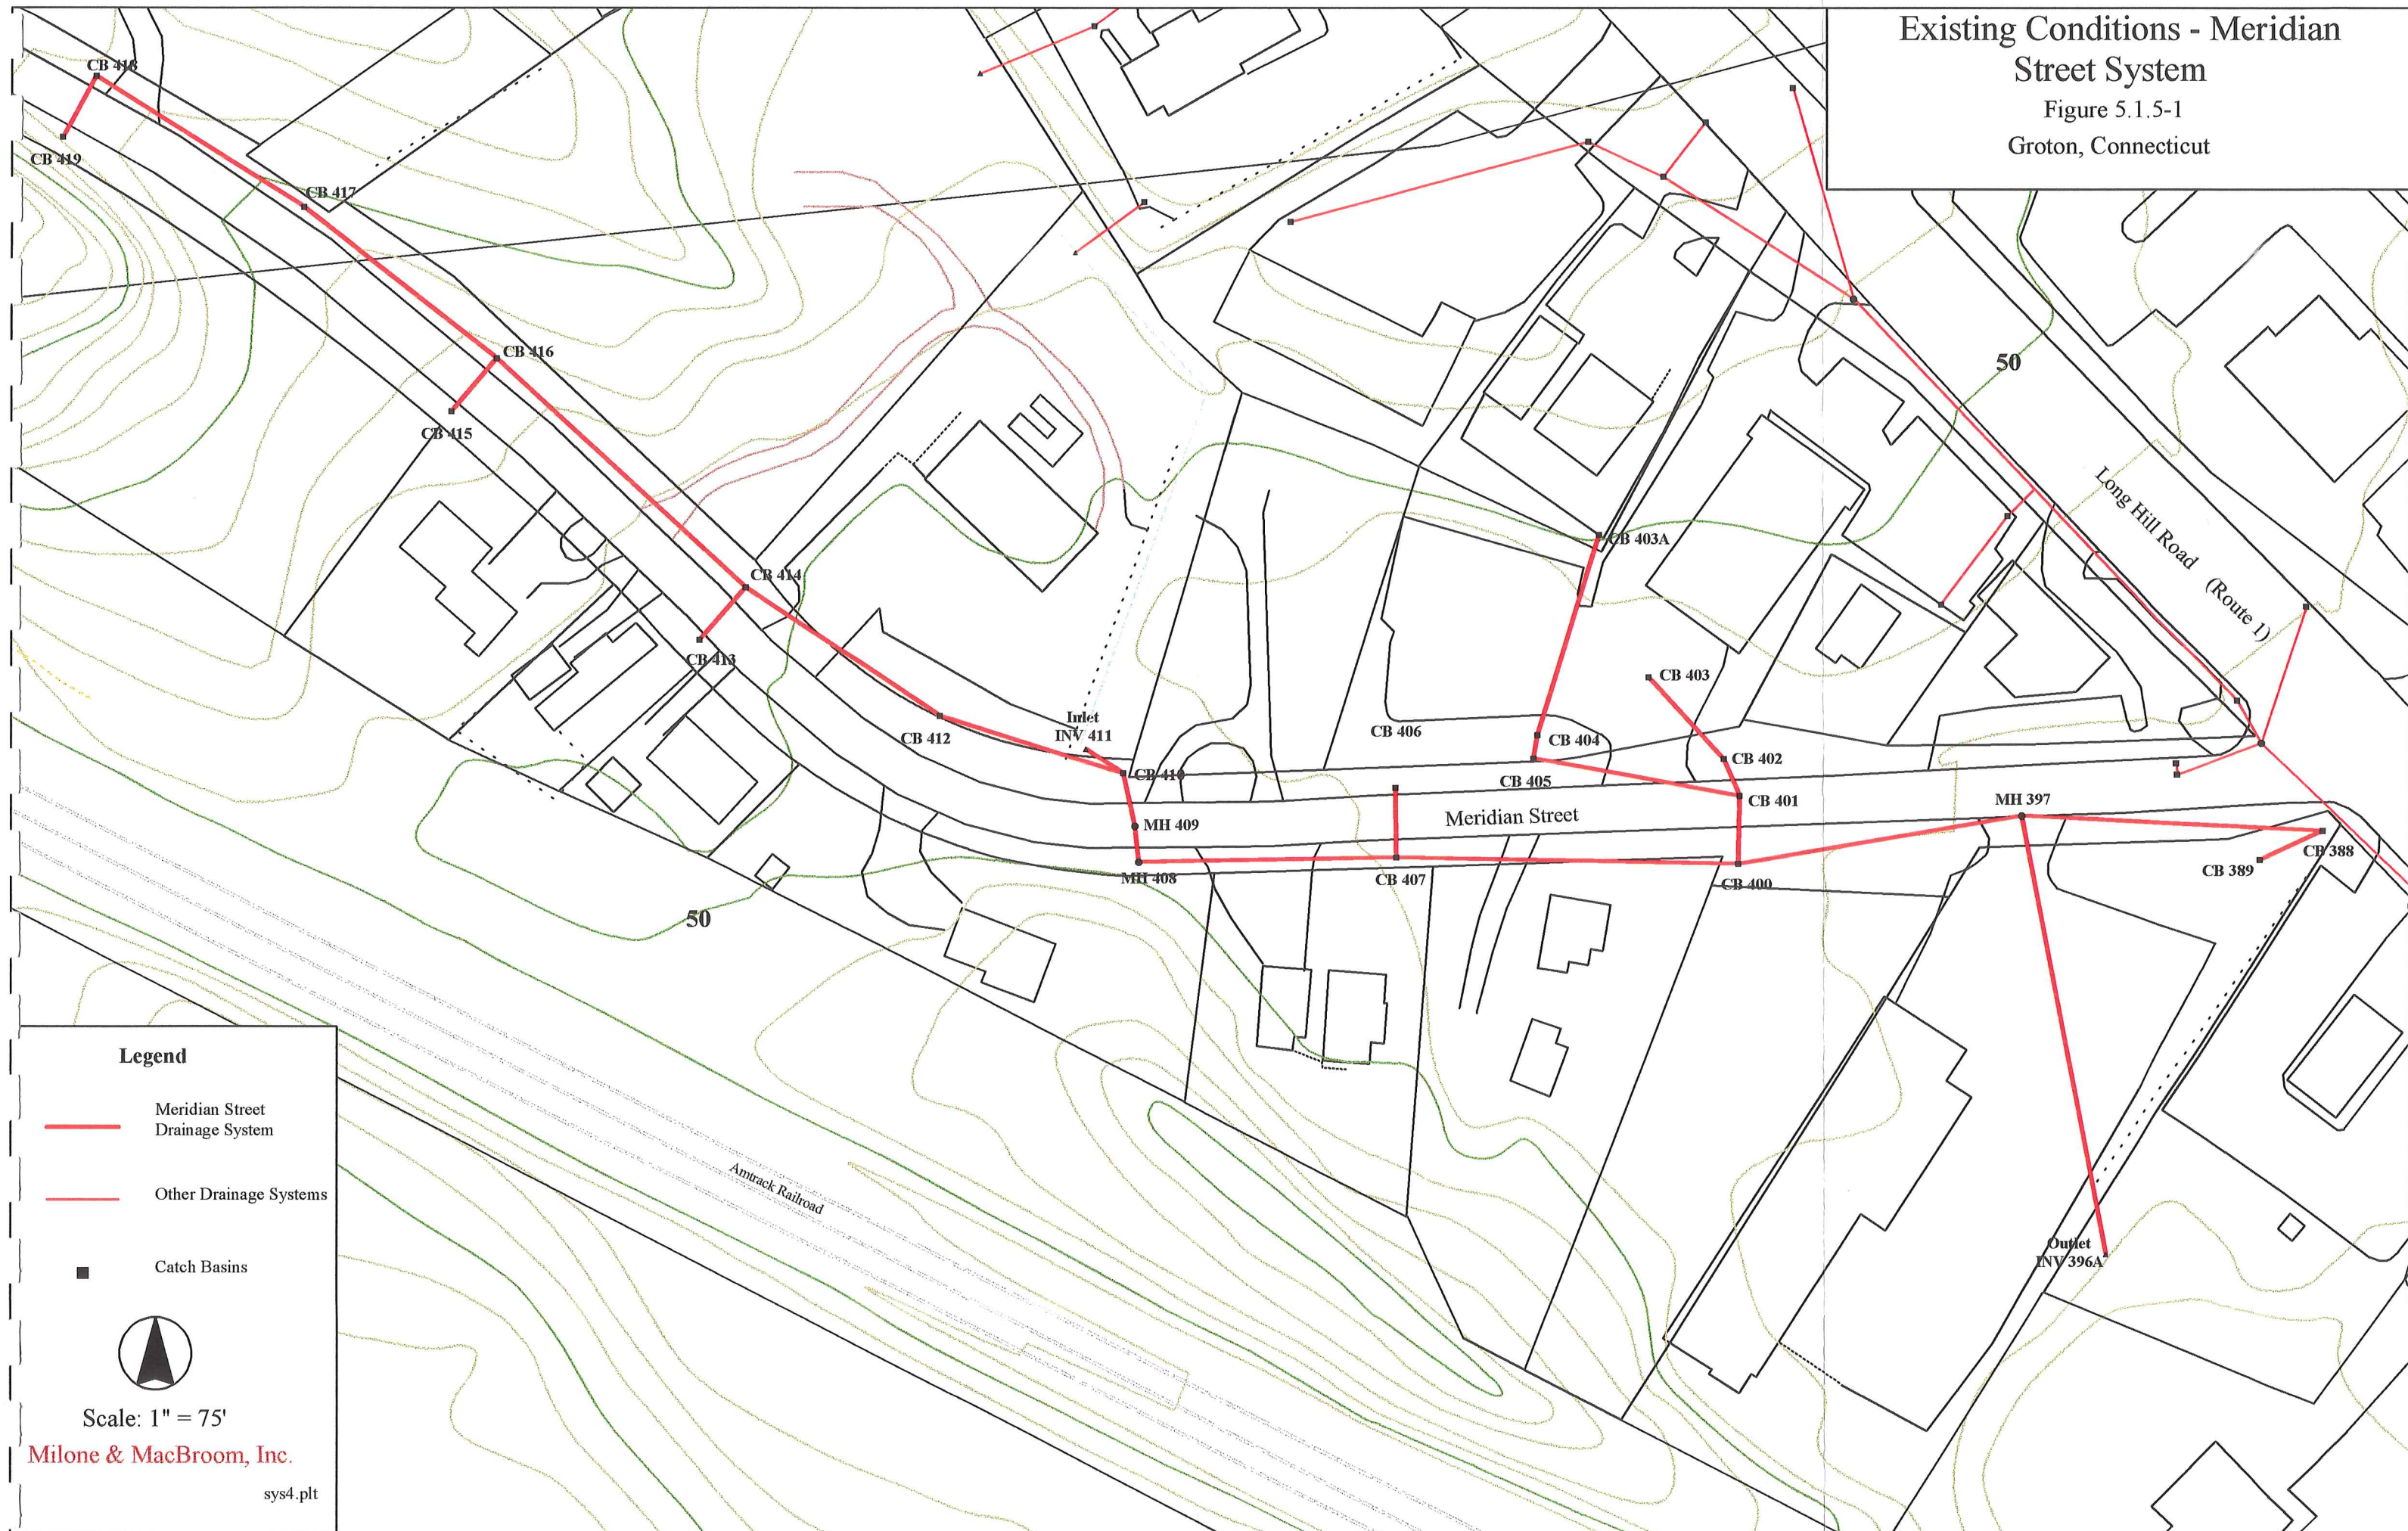 Existing Conditions - Meridian
Street System
Figure 5.1.5-1
Groton, Connecticut
CB 418
CB 419
CB 417
CB 416
CB 415
CB 414
CB 413
CB 412
Inlet
INV 411
CB 410
MH 409
MH 408
CB 407
CB 406
CB 405
CB 404
CB 403A
CB 403
CB 402
CB 401
CB 400
MH 397
CB 388
CB 389
Outlet
INV 396A
Meridian Street
Long Hill Road (Route 1)
50
50
Amtrack Railroad
Legend
Meridian Street
Drainage System
Other Drainage Systems
Catch Basins
Scale: 1" = 75'
Milone & MacBroom, Inc.
sys4.plt